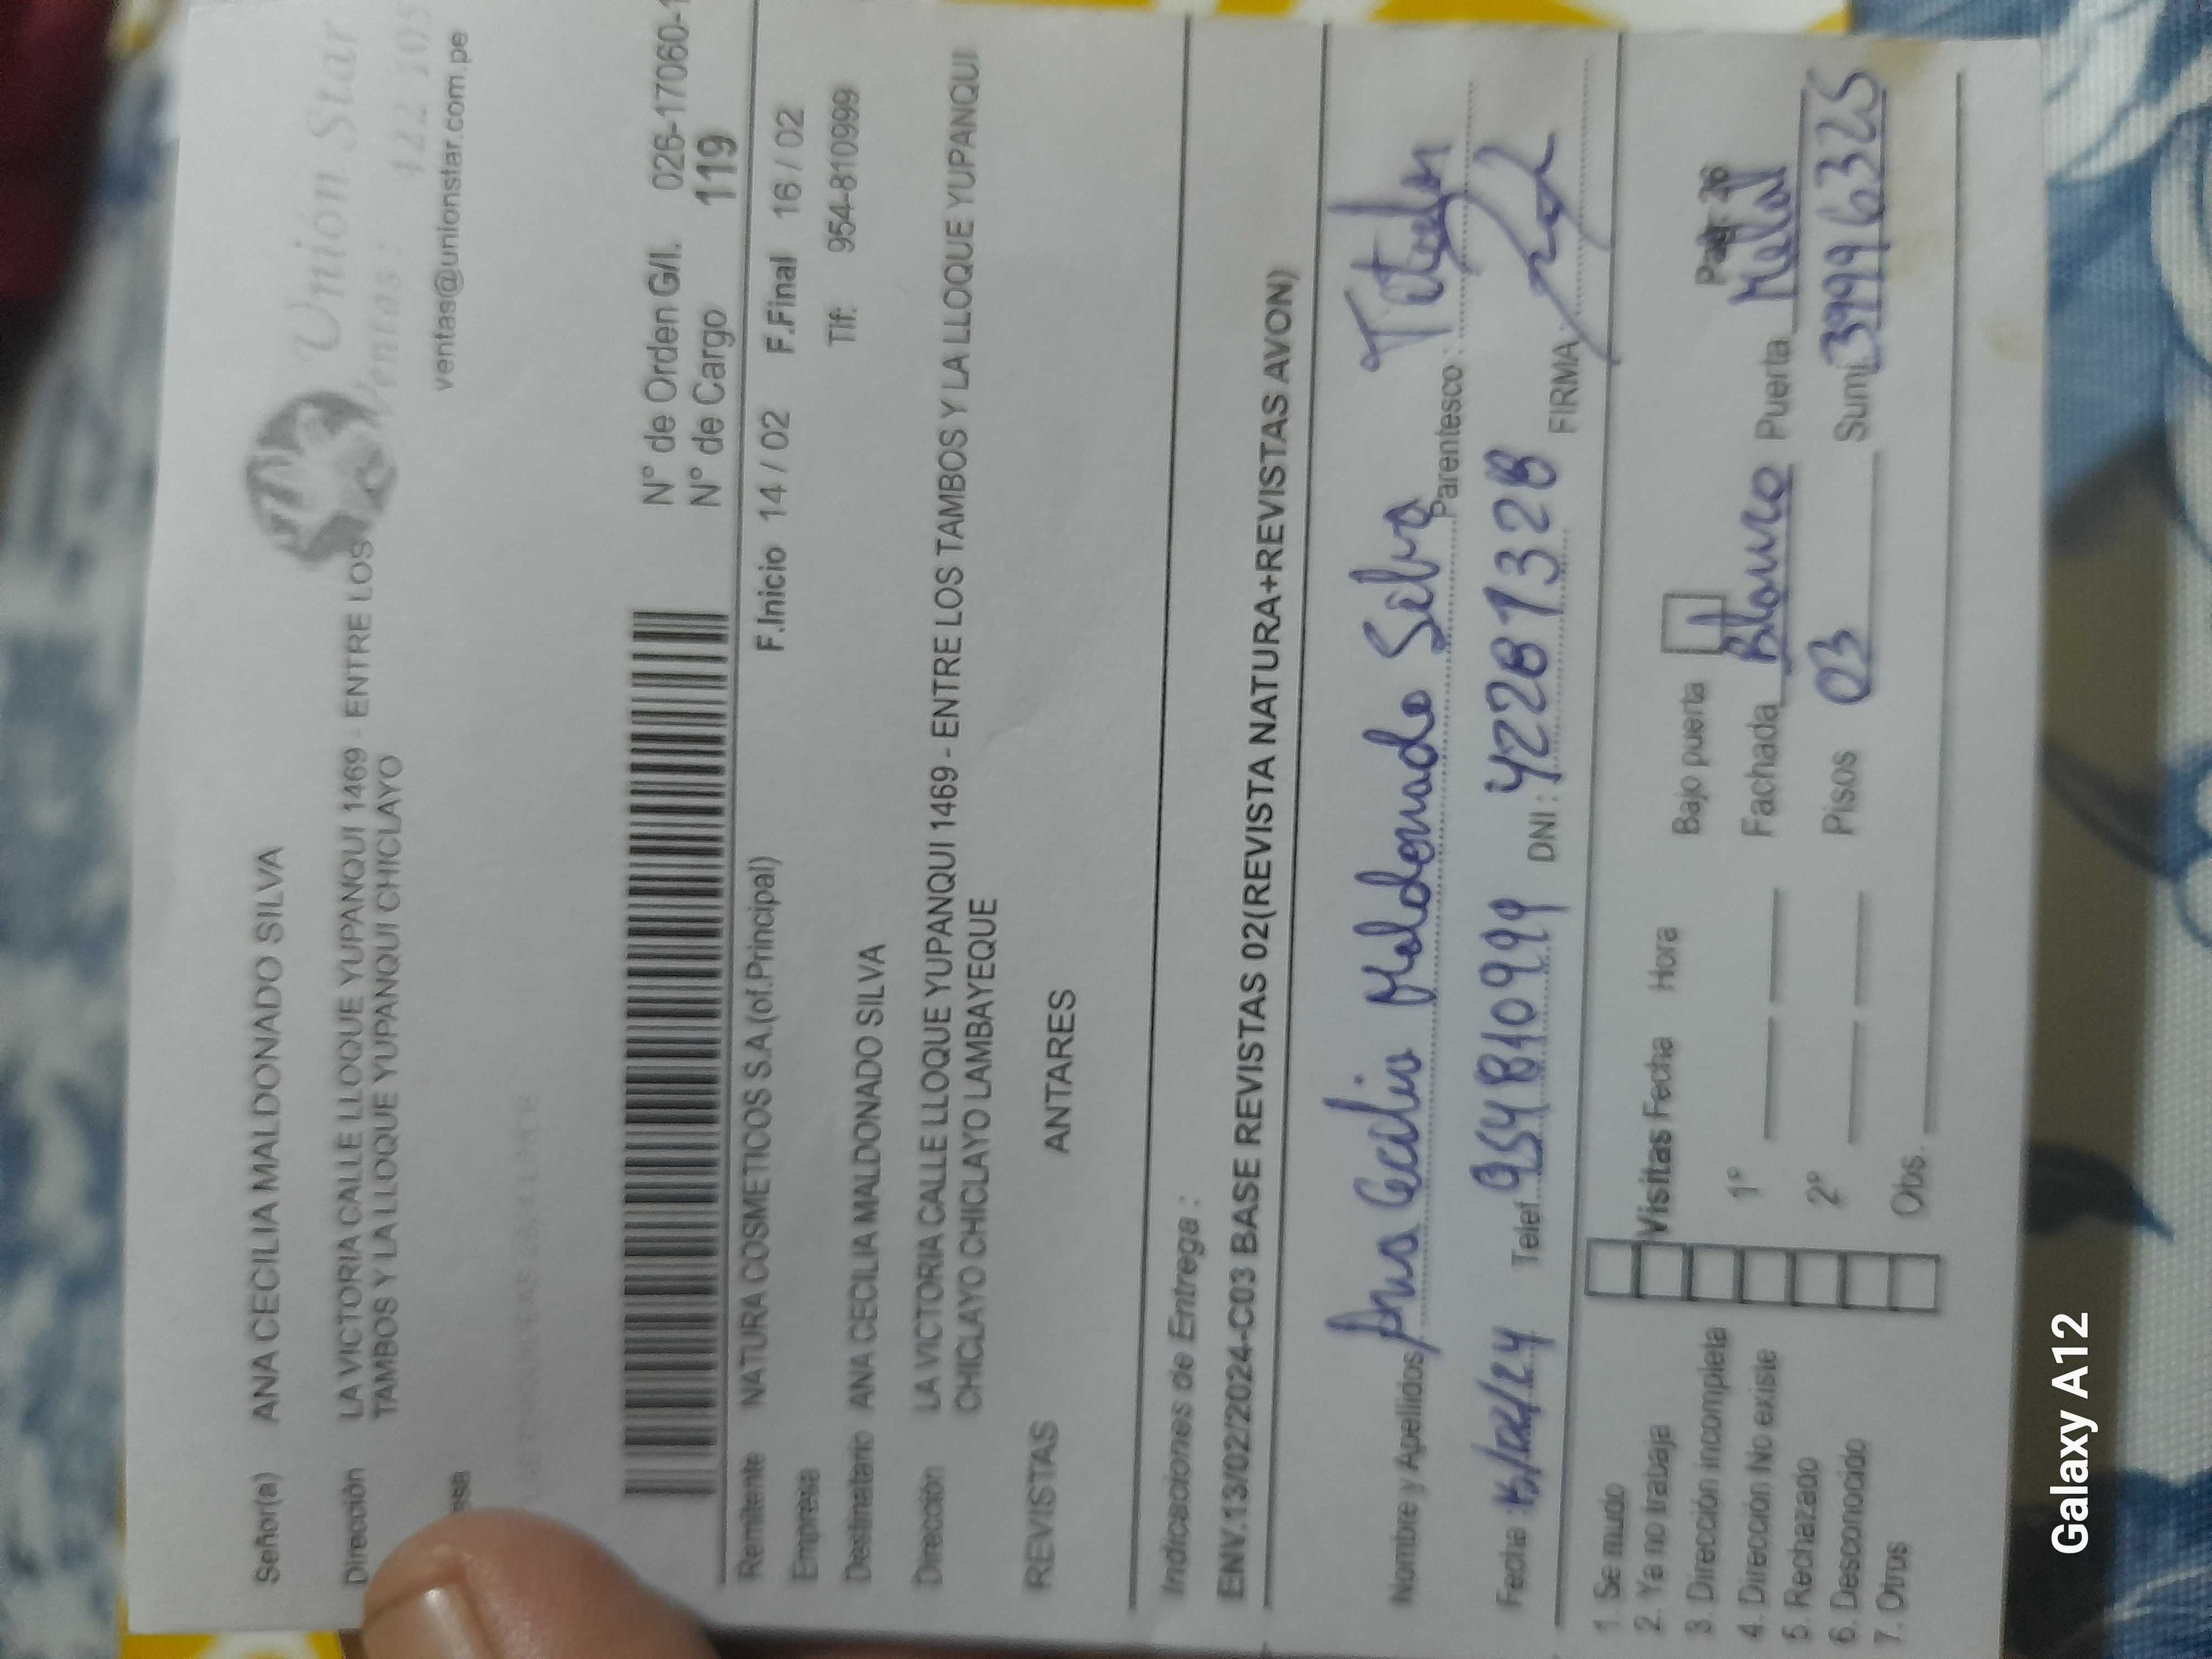 Unión Star
Ventas: 422 105
ventas@unionstar.com.pe
Señor(a) ANA CECILIA MALDONADO SILVA
Dirección LA VICTORIA CALLE LLOQUE YUPANQUI 1469 - ENTRE LOS
TAMBOS Y LA LLOQUE YUPANQUI CHICLAYO
N° de Orden G/I. 026-17060-1
N° de Cargo 119
Remitente NATURA COSMETICOS S.A.(of.Principal) F.Inicio 14 / 02 F.Final 16 / 02
Empresa Tlf: 954-8110999
Destinatario ANA CECILIA MALDONADO SILVA
Dirección LA VICTORIA CALLE LLOQUE YUPANQUI 1469 - ENTRE LOS TAMBOS Y LA LLOQUE YUPANQUI
CHICLAYO CHICLAYO LAMBAYEQUE
REVISTAS ANTARES
Indicaciones de Entrega :
ENV.13/02/2024-C03 BASE REVISTAS 02(REVISTA NATURA+REVISTAS AVON)
Nombre y Apellidos Ana Cecilia Maldonado Selva Parentesco : Titular
Fecha : /02/24 Telef. 954810999 DNI : 42281328 FIRMA
1. Se mudo
2. Ya no trabaja Visitas Fecha Hora Bajo puerta
3. Dirección incompleta 1° Fachada Blanco Puerta Metal
4. Dirección No existe
5. Rechazado 2° Pisos 03 Sumi 39996325
6. Desconocido
7. Otros Obs.
Galaxy A12